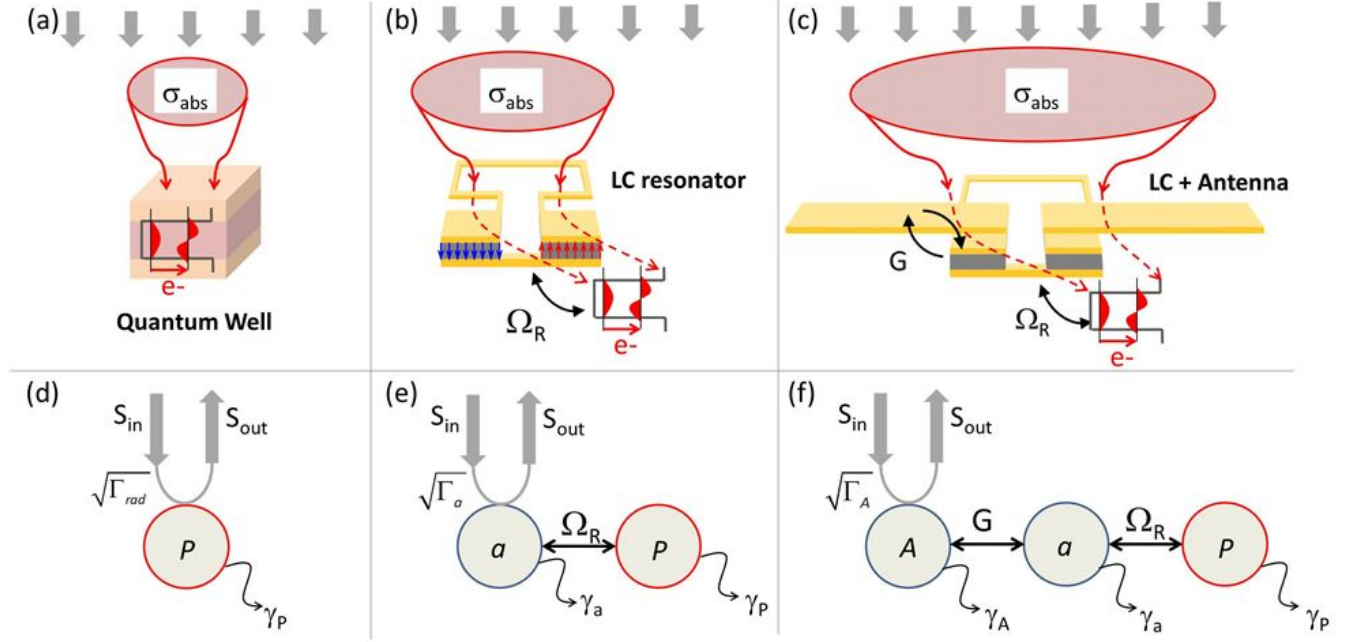 (a)
σabs
e-
Quantum Well
(b)
σabs
LC resonator
ΩR
e-
(c)
σabs
LC + Antenna
G
ΩR
e-
(d)
Sin
Sout
√Γrad
P
γP
(e)
Sin
Sout
√Γa
a
ΩR
P
γa
γP
(f)
Sin
Sout
√ΓA
A
G
a
ΩR
P
γA
γa
γP